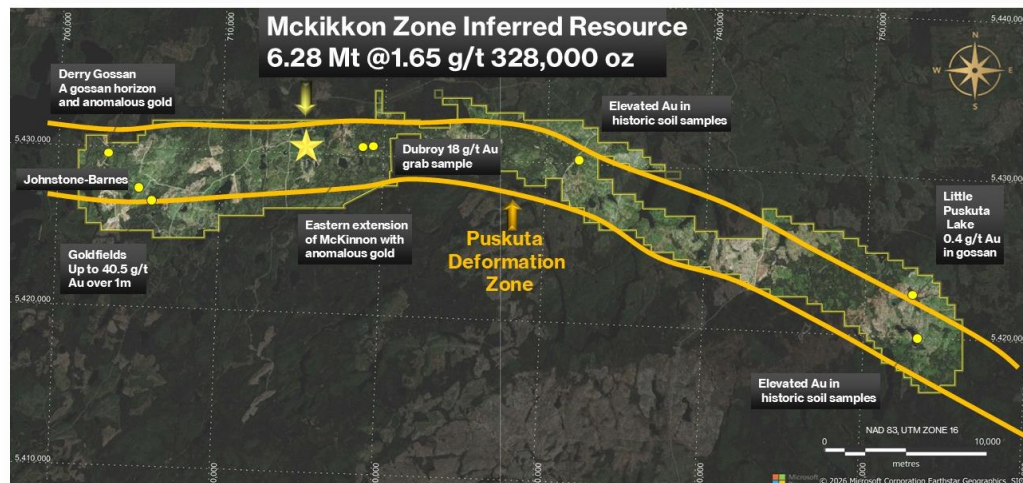 Mckikkon Zone Inferred Resource
6.28 Mt @1.65 g/t 328,000 oz
700,000
710,000
740,000
750,000
5,440,000
N
W
E
S
Derry Gossan
A gossan horizon
and anomalous gold
Elevated Au in
historic soil samples
5,430,000
Dubroy 18 g/t Au
grab sample
5,430,000
Johnstone-Barnes
Little
Puskuta
Lake
0.4 g/t Au
in gossan
Eastern extension
of McKinnon with
anomalous gold
Puskuta
Deformation
Zone
Goldfields
Up to 40.5 g/t
Au over 1m
5,420,000
5,420,000
Elevated Au in
historic soil samples
NAD 83, UTM ZONE 16
0
10,000
metres
5,410,000
Microsoft
© 2026 Microsoft Corporation Earthstar Geographics